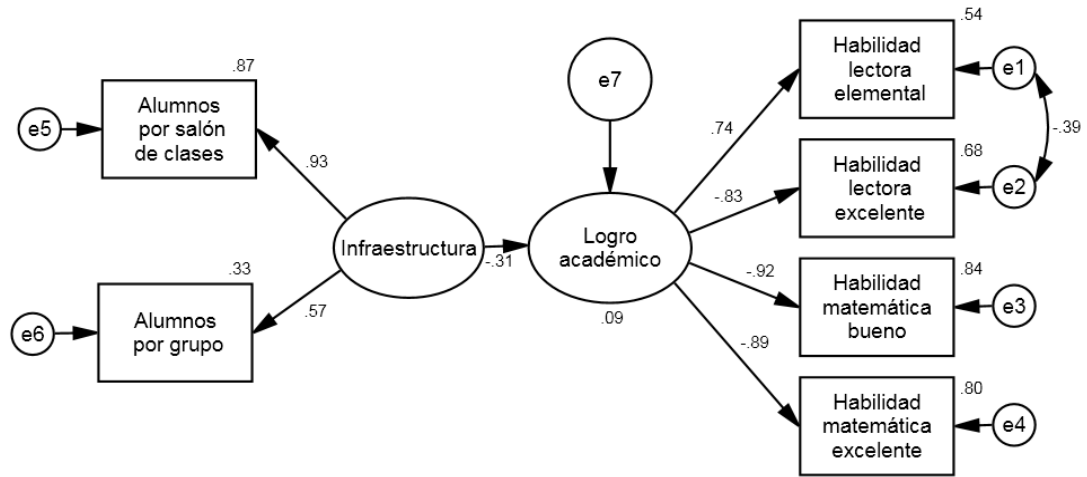 .87
e5
Alumnos
por salón
de clases
.93
.33
e6
Alumnos
por grupo
.57
Infraestructura
-.31
e7
Logro
académico
.09
.74
-.83
-.92
-.89
.54
Habilidad
lectora
elemental
e1
-.39
.68
Habilidad
lectora
excelente
e2
.84
Habilidad
matemática
bueno
e3
.80
Habilidad
matemática
excelente
e4